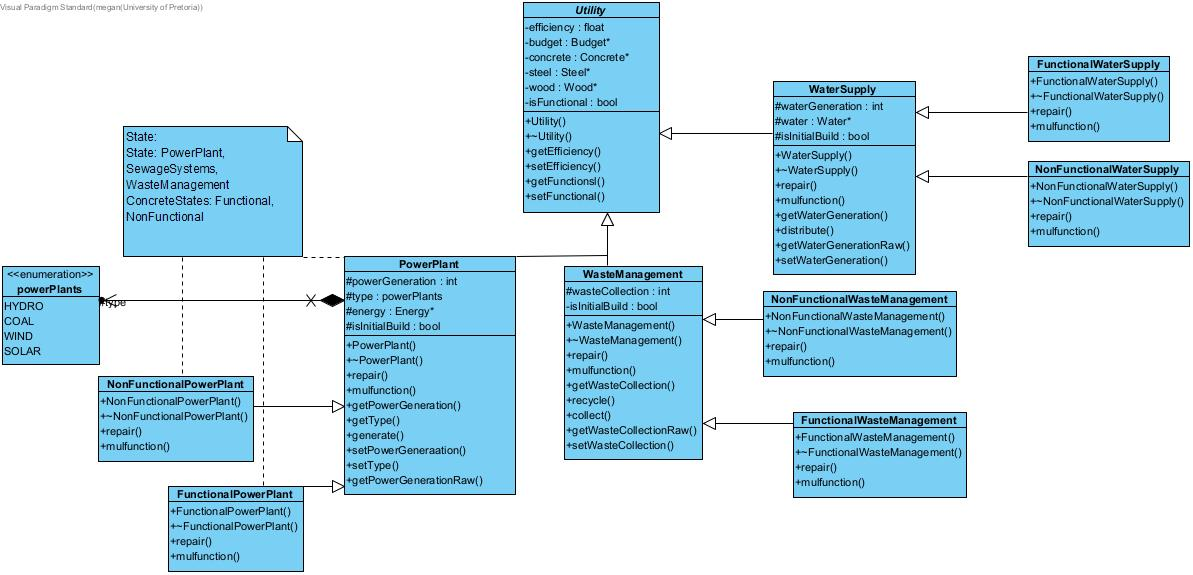 Visual Paradigm Standard(megan(University of Pretoria))
Utility
-efficiency : float
-budget : Budget*
-concrete : Concrete*
-steel : Steel*
-wood : Wood*
-isFunctional : bool
+Utility()
+~Utility()
+getEfficiency()
+setEfficiency()
+getFunctionsl()
+setFunctional()
WaterSupply
#waterGeneration : int
#water : Water*
#isInitialBuild : bool
+WaterSupply()
+~WaterSupply()
+repair()
+mulfunction()
+getWaterGeneration()
+distribute()
+getWaterGenerationRaw()
+setWaterGeneration()
FunctionalWaterSupply
+FunctionalWaterSupply()
+~FunctionalWaterSupply()
+repair()
+mulfunction()
NonFunctionalWaterSupply
+NonFunctionalWaterSupply()
+~NonFunctionalWaterSupply()
+repair()
+mulfunction()
State:
State: PowerPlant,
SewageSystems,
WasteManagement
ConcreteStates: Functional,
NonFunctional
<<enumeration>>
powerPlants
HYDRO
COAL
WIND
SOLAR
#type
PowerPlant
#powerGeneration : int
#type : powerPlants
#energy : Energy*
#isInitialBuild : bool
+PowerPlant()
+~PowerPlant()
+repair()
+mulfunction()
+getPowerGeneration()
+getType()
+generate()
+setPowerGeneraation()
+setType()
+getPowerGenerationRaw()
WasteManagement
#wasteCollection : int
-isInitialBuild : bool
+WasteManagement()
+~WasteManagement()
+repair()
+mulfunction()
+getWasteCollection()
+recycle()
+collect()
+getWasteCollectionRaw()
+setWasteCollection()
NonFunctionalWasteManagement
+NonFunctionalWasteManagement()
+~NonFunctionalWasteManagement()
+repair()
+mulfunction()
FunctionalWasteManagement
+FunctionalWasteManagement()
+~FunctionalWasteManagement()
+repair()
+mulfunction()
NonFunctionalPowerPlant
+NonFunctionalPowerPlant()
+~NonFunctionalPowerPlant()
+repair()
+mulfunction()
FunctionalPowerPlant
+FunctionalPowerPlant()
+~FunctionalPowerPlant()
+repair()
+mulfunction()